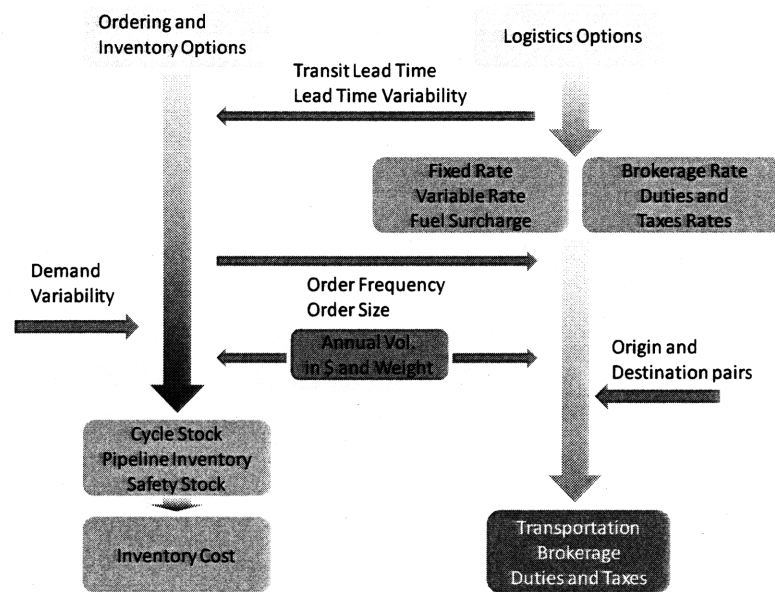 Ordering and
Inventory Options
Logistics Options
Transit Lead Time
Lead Time Variability
Fixed Rate
Variable Rate
Fuel Surcharge
Brokerage Rate
Duties and
Taxes Rates
Demand
Variability
Order Frequency
Order Size
Annual Vol.
in $ and Weight
Origin and
Destination pairs
Cycle Stock
Pipeline Inventory
Safety Stock
Inventory Cost
Transportation
Brokerage
Duties and Taxes